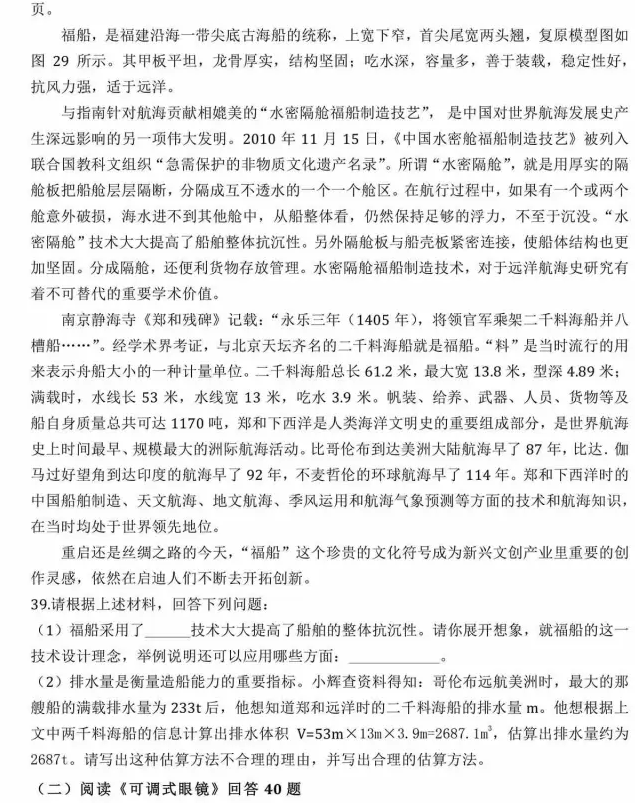 页。
福船，是福建沿海一带尖底古海船的统称，上宽下窄，首尖尾宽两头翘，复原模型图如
图 29 所示。其甲板平坦，龙骨厚实，结构坚固；吃水深，容量多，善于装载，稳定性好，
抗风力强，适于远洋。
与指南针对航海贡献相媲美的“水密隔舱福船制造技艺”， 是中国对世界航海发展史产
生深远影响的另一项伟大发明。2010 年 11 月 15 日，《中国水密舱福船制造技艺》被列入
联合国教科文组织“急需保护的非物质文化遗产名录”。所谓“水密隔舱”，就是用厚实的隔
舱板把船舱层层隔断，分隔成互不透水的一个一个舱区。在航行过程中，如果有一个或两个
舱意外破损，海水进不到其他舱中，从船整体看，仍然保持足够的浮力，不至于沉没。“水
密隔舱”技术大大提高了船舶整体抗沉性。另外隔舱板与船壳板紧密连接，使船体结构也更
加坚固。分成隔舱，还便利货物存放管理。水密隔舱福船制造技术，对于远洋航海史研究有
着不可替代的重要学术价值。
南京静海寺《郑和残碑》记载：“永乐三年（1405 年），将领官军乘架二千料海船并八
槽船……”。经学术界考证，与北京天坛齐名的二千料海船就是福船。“料”是当时流行的用
来表示舟船大小的一种计量单位。二千料海船总长 61.2 米，最大宽 13.8 米，型深 4.89 米；
满载时，水线长 53 米，水线宽 13 米，吃水 3.9 米。帆装、给养、武器、人员、货物等及
船自身质量总共可达 1170 吨，郑和下西洋是人类海洋文明史的重要组成部分，是世界航海
史上时间最早、规模最大的洲际航海活动。比哥伦布到达美洲大陆航海早了 87 年，比达．伽
马过好望角到达印度的航海早了 92 年，不麦哲伦的环球航海早了 114 年。郑和下西洋时的
中国船舶制造、天文航海、地文航海、季风运用和航海气象预测等方面的技术和航海知识，
在当时均处于世界领先地位。
重启还是丝绸之路的今天，“福船”这个珍贵的文化符号成为新兴文创产业里重要的创
作灵感，依然在启迪人们不断去开拓创新。
39.请根据上述材料，回答下列问题：
（1）福船采用了______技术大大提高了船舶的整体抗沉性。请你展开想象，就福船的这一
技术设计理念，举例说明还可以应用哪些方面：____________。
（2）排水量是衡量造船能力的重要指标。小辉查资料得知：哥伦布远航美洲时，最大的那
艘船的满载排水量为 233t 后，他想知道郑和远洋时的二千料海船的排水量 m。他想根据上
文中两千料海船的信息计算出排水体积 V=53m×13m×3.9m=2687.1m³，估算出排水量约为
2687t。请写出这种估算方法不合理的理由，并写出合理的估算方法。
（二）阅读《可调式眼镜》回答 40 题